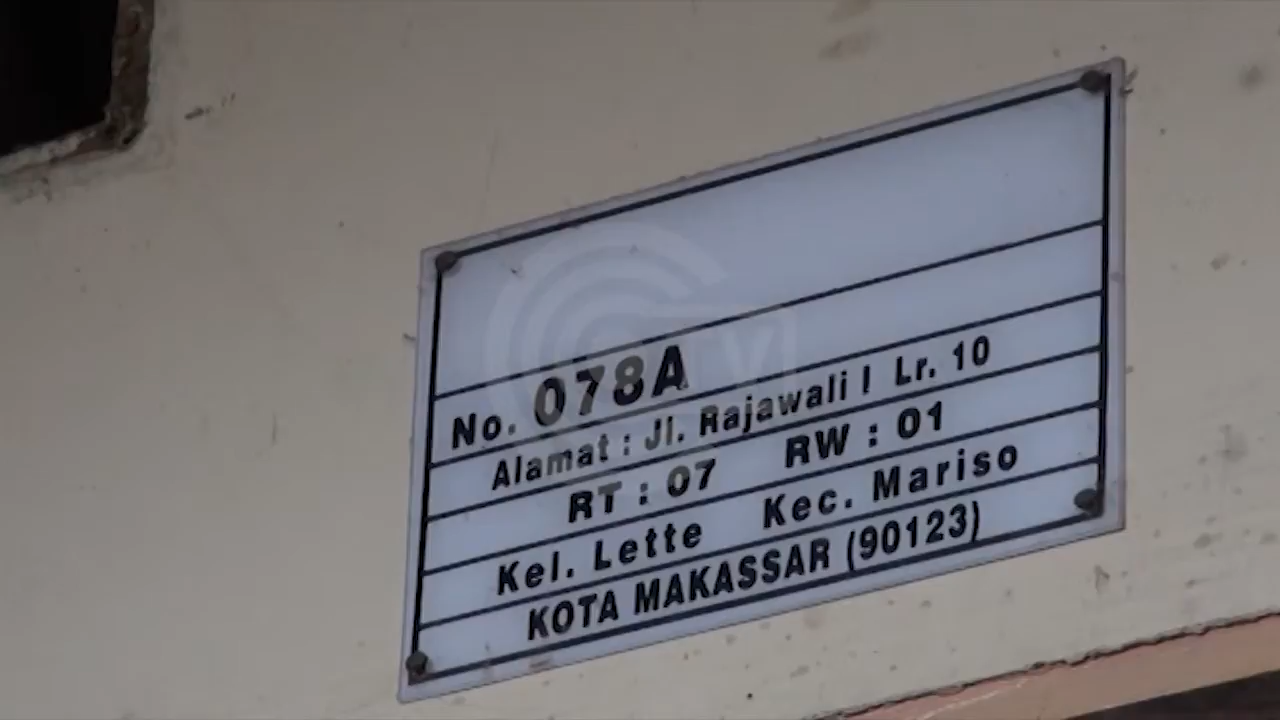 No. 078A
Alamat : Jl. Rajawali I Lr. 10
RT : 07 RW : 01
Kel. Lette Kec. Mariso
KOTA MAKASSAR (90123)